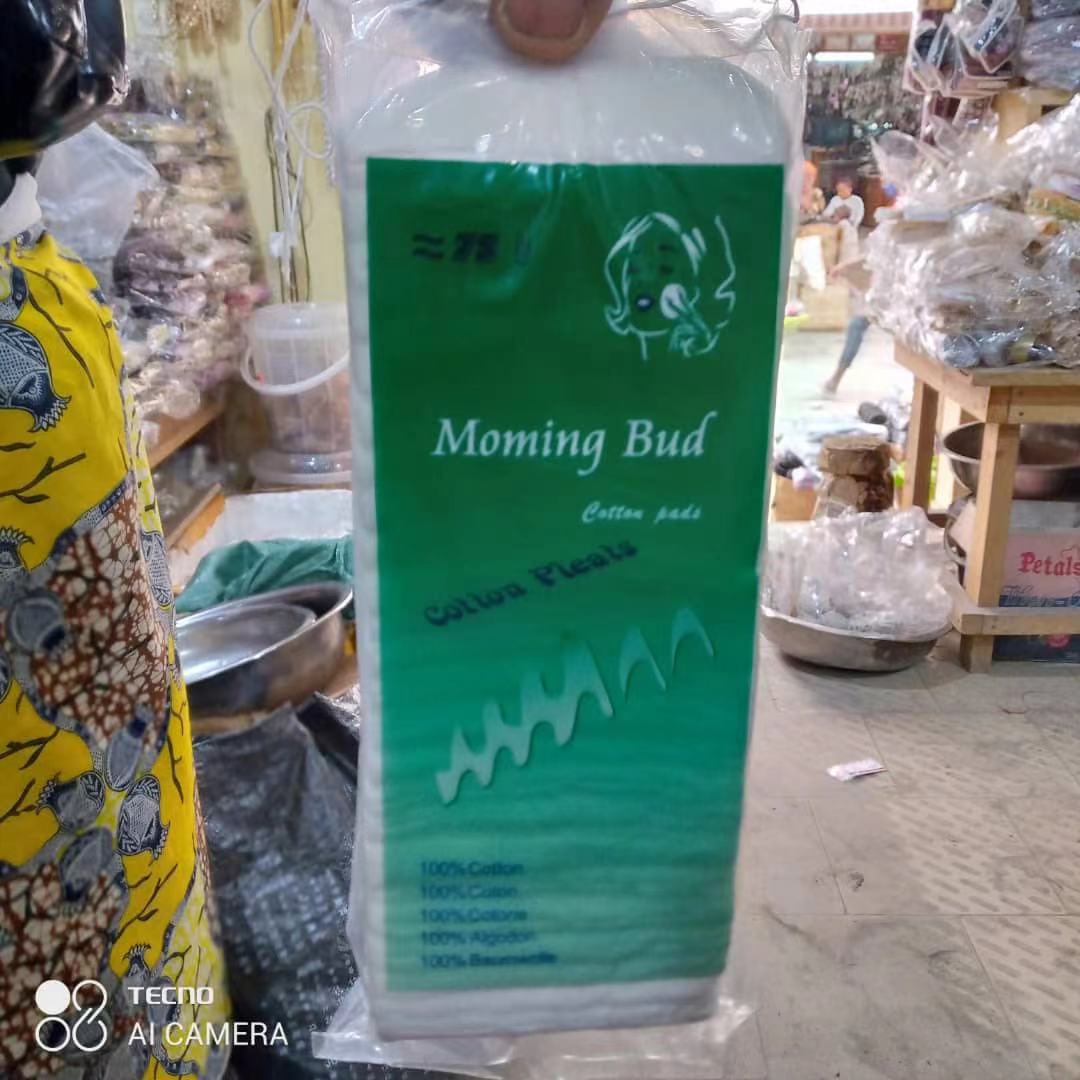 ≈ 75
Moming Bud
Cotton pads
Cotton Pleats
100% Cotton
100% Coton
100% Cotone
100% Algodon
100% Baumwolle
Petals
TECNO
AI CAMERA